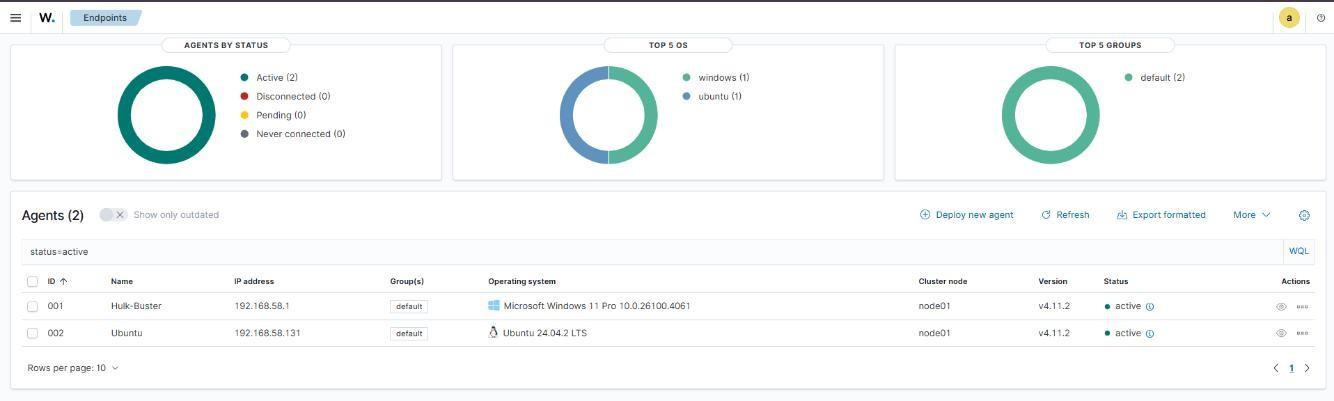 W. Endpoints a
AGENTS BY STATUS
Active (2)
Disconnected (0)
Pending (0)
Never connected (0)
TOP 5 OS
windows (1)
ubuntu (1)
TOP 5 GROUPS
default (2)
Agents (2) Show only outdated Deploy new agent Refresh Export formatted More
status=active WQL
ID Name IP address Group(s) Operating system Cluster node Version Status Actions
001 Hulk-Buster 192.168.58.1 default Microsoft Windows 11 Pro 10.0.26100.4061 node01 v4.11.2 active
002 Ubuntu 192.168.58.131 default Ubuntu 24.04.2 LTS node01 v4.11.2 active
Rows per page: 10 1